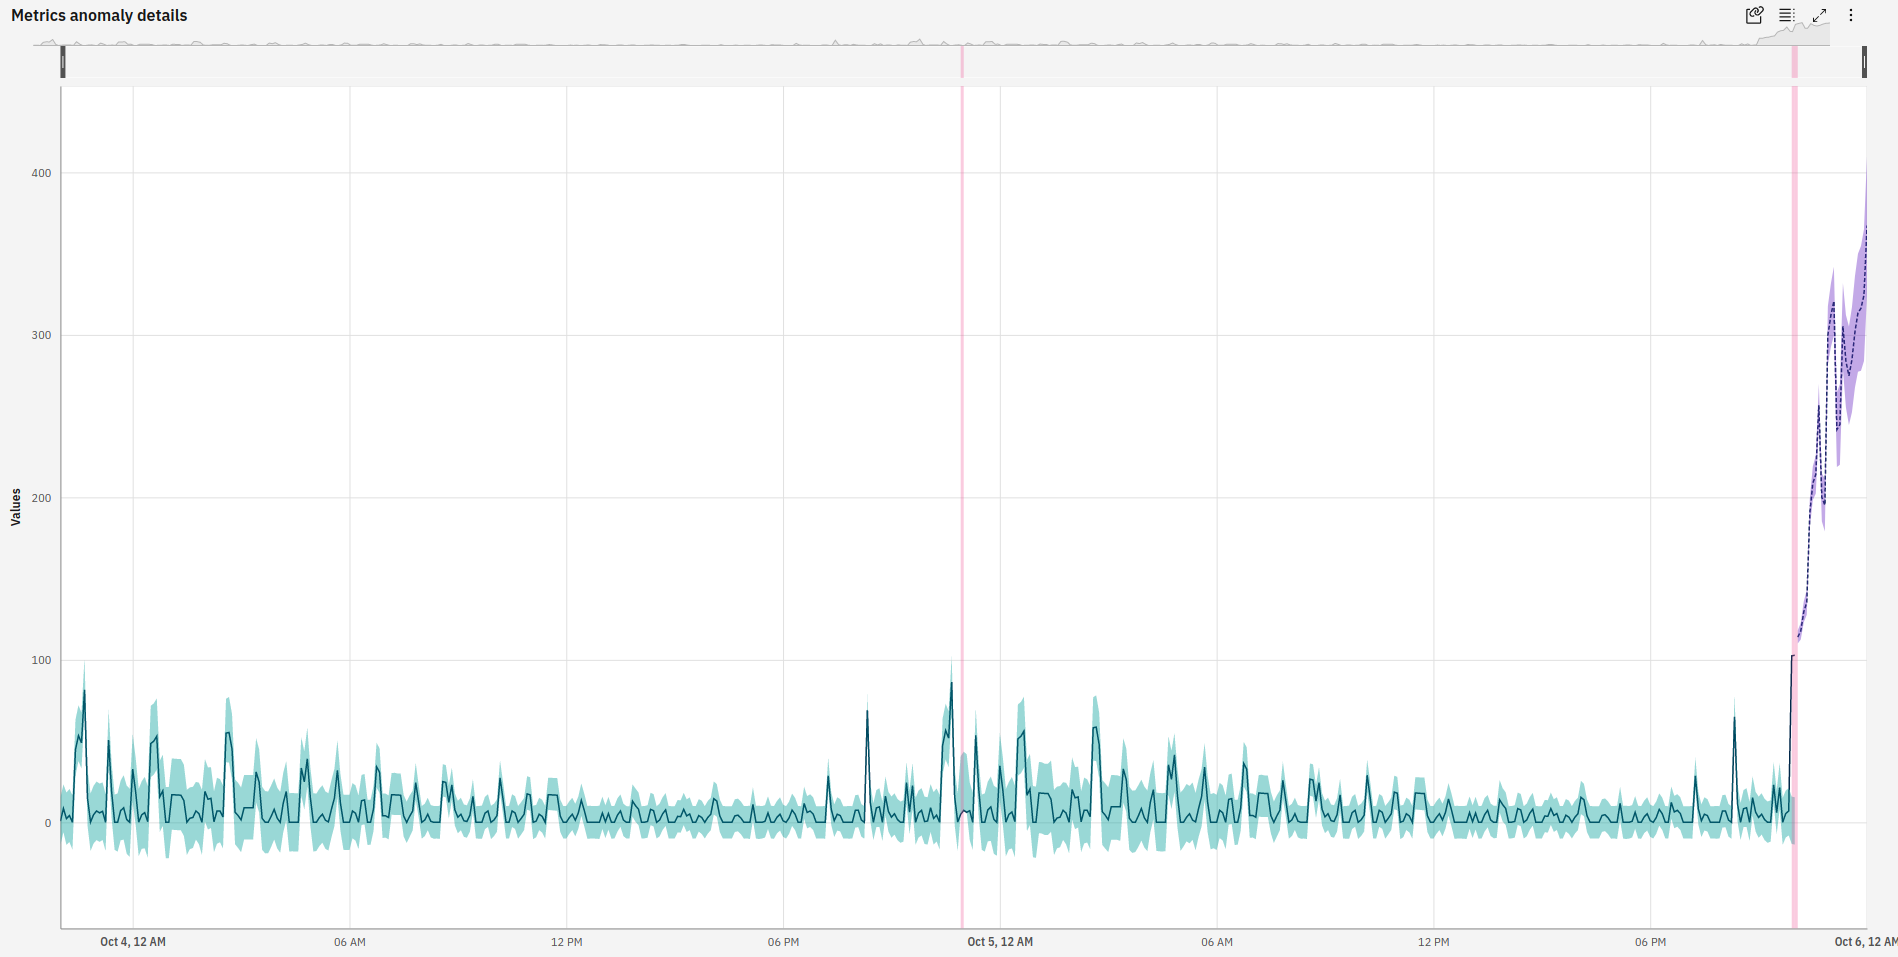 Metrics anomaly details
400
300
200
100
0
Values
Oct 4, 12 AM
06 AM
12 PM
06 PM
Oct 5, 12 AM
06 AM
12 PM
06 PM
Oct 6, 12 AM